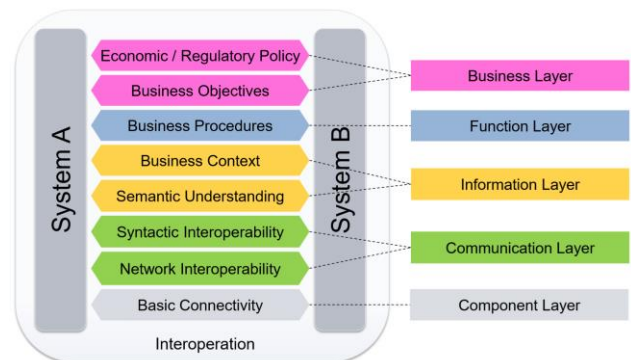 System A
Economic / Regulatory Policy
Business Objectives
Business Procedures
Business Context
Semantic Understanding
Syntactic Interoperability
Network Interoperability
Basic Connectivity
System B
Interoperation
Business Layer
Function Layer
Information Layer
Communication Layer
Component Layer